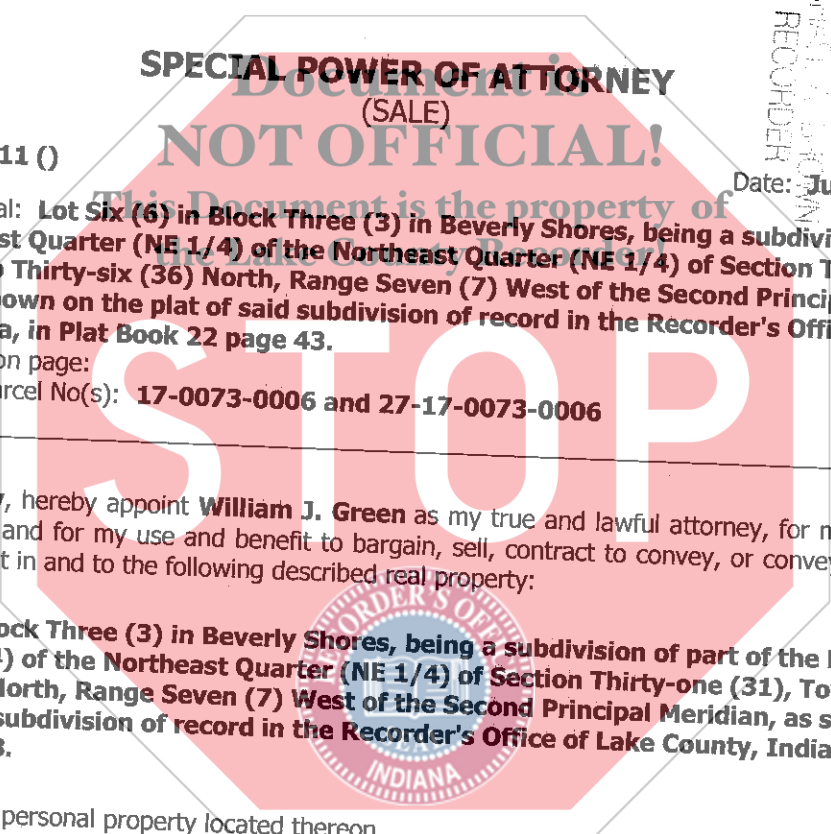 SPECIAL POWER OF ATTORNEY
(SALE)
Document is
NOT OFFICIAL!
This Document is the property of
the Lake County Recorder!
RECORDER
11 ()
Date: Ju
al: Lot Six (6) in Block Three (3) in Beverly Shores, being a subdivi
st Quarter (NE 1/4) of the Northeast Quarter (NE 1/4) of Section T
Thirty-six (36) North, Range Seven (7) West of the Second Princi
own on the plat of said subdivision of record in the Recorder's Offi
a, in Plat Book 22 page 43.
on page:
rcel No(s): 17-0073-0006 and 27-17-0073-0006
STOP
, hereby appoint William J. Green as my true and lawful attorney, for m
and for my use and benefit to bargain, sell, contract to convey, or convey
t in and to the following described real property:
ock Three (3) in Beverly Shores, being a subdivision of part of the
) of the Northeast Quarter (NE 1/4) of Section Thirty-one (31), To
North, Range Seven (7) West of the Second Principal Meridian, as s
subdivision of record in the Recorder's Office of Lake County, India
3.
RECORDER'S OFFICE
INDIANA
personal property located thereon